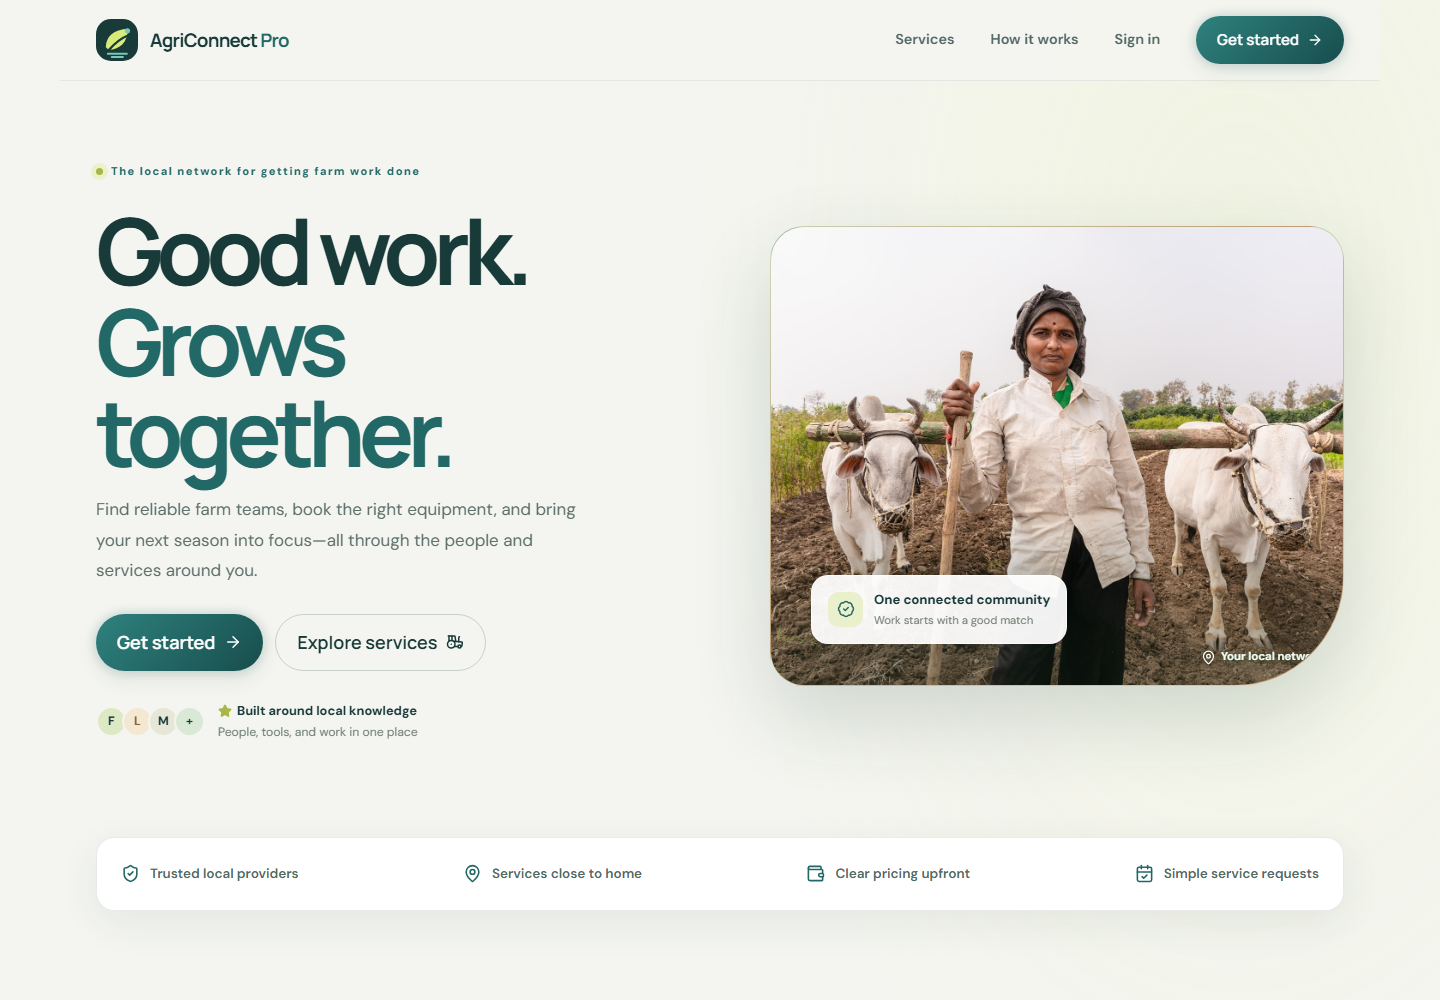 AgriConnect Pro
Services
How it works
Sign in
Get started
The local network for getting farm work done
Good work.
Grows
together.
Find reliable farm teams, book the right equipment, and bring
your next season into focus—all through the people and
services around you.
Get started
Explore services
F
L
M
+
Built around local knowledge
People, tools, and work in one place
One connected community
Work starts with a good match
Your local
Trusted local providers
Services close to home
Clear pricing upfront
Simple service requests